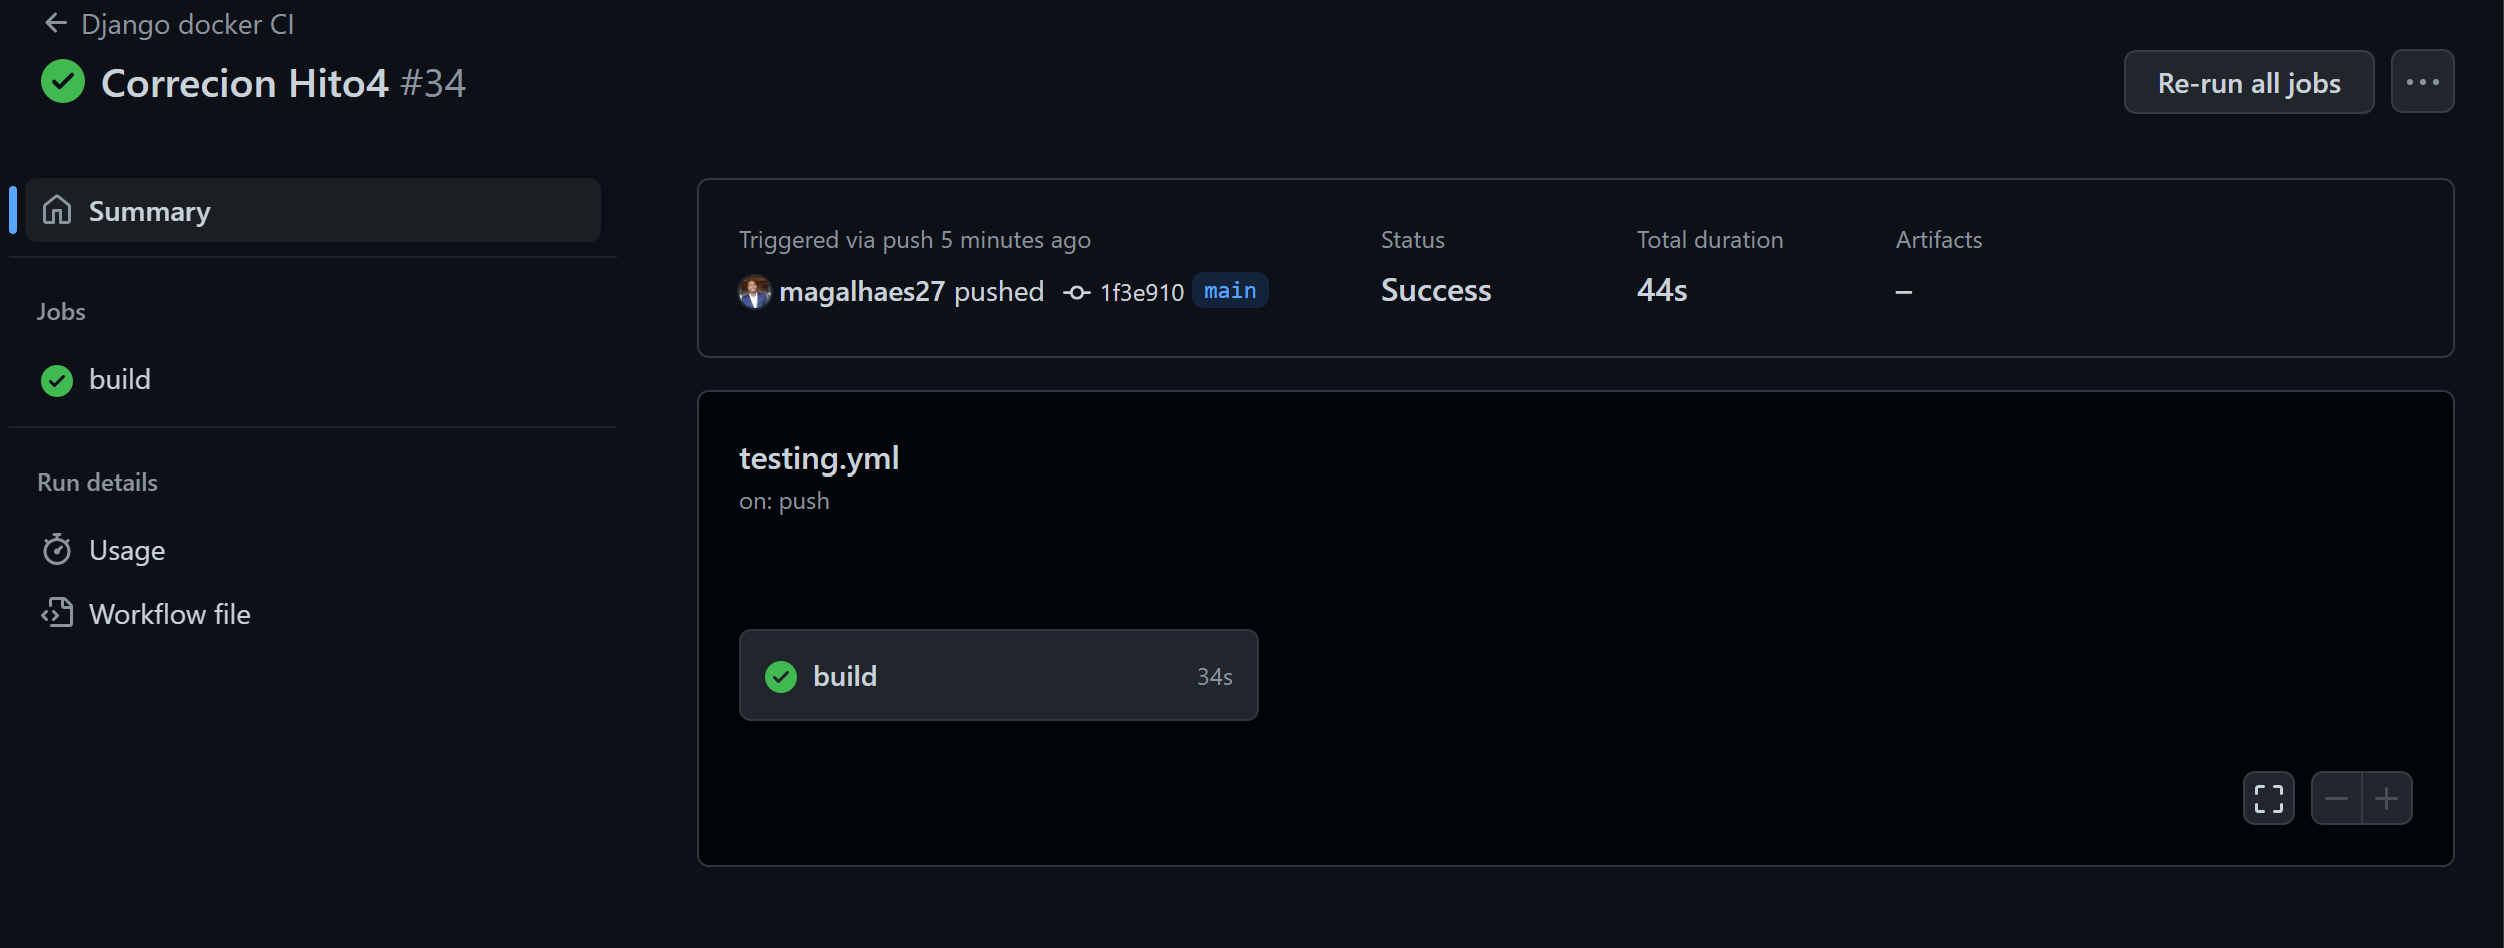 Django docker CI
Correcion Hito4 #34
Re-run all jobs
Summary
Jobs
build
Run details
Usage
Workflow file
Triggered via push 5 minutes ago
magalhaes27 pushed 1f3e910 main
Status
Success
Total duration
44s
Artifacts
–
testing.yml
on: push
build 34s